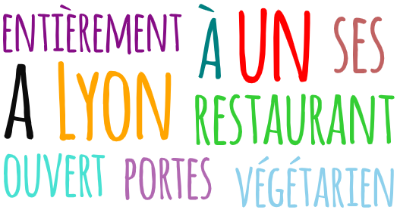 ENTIÈREMENT À UN SES
A LYON RESTAURANT
OUVERT PORTES VÉGÉTARIEN